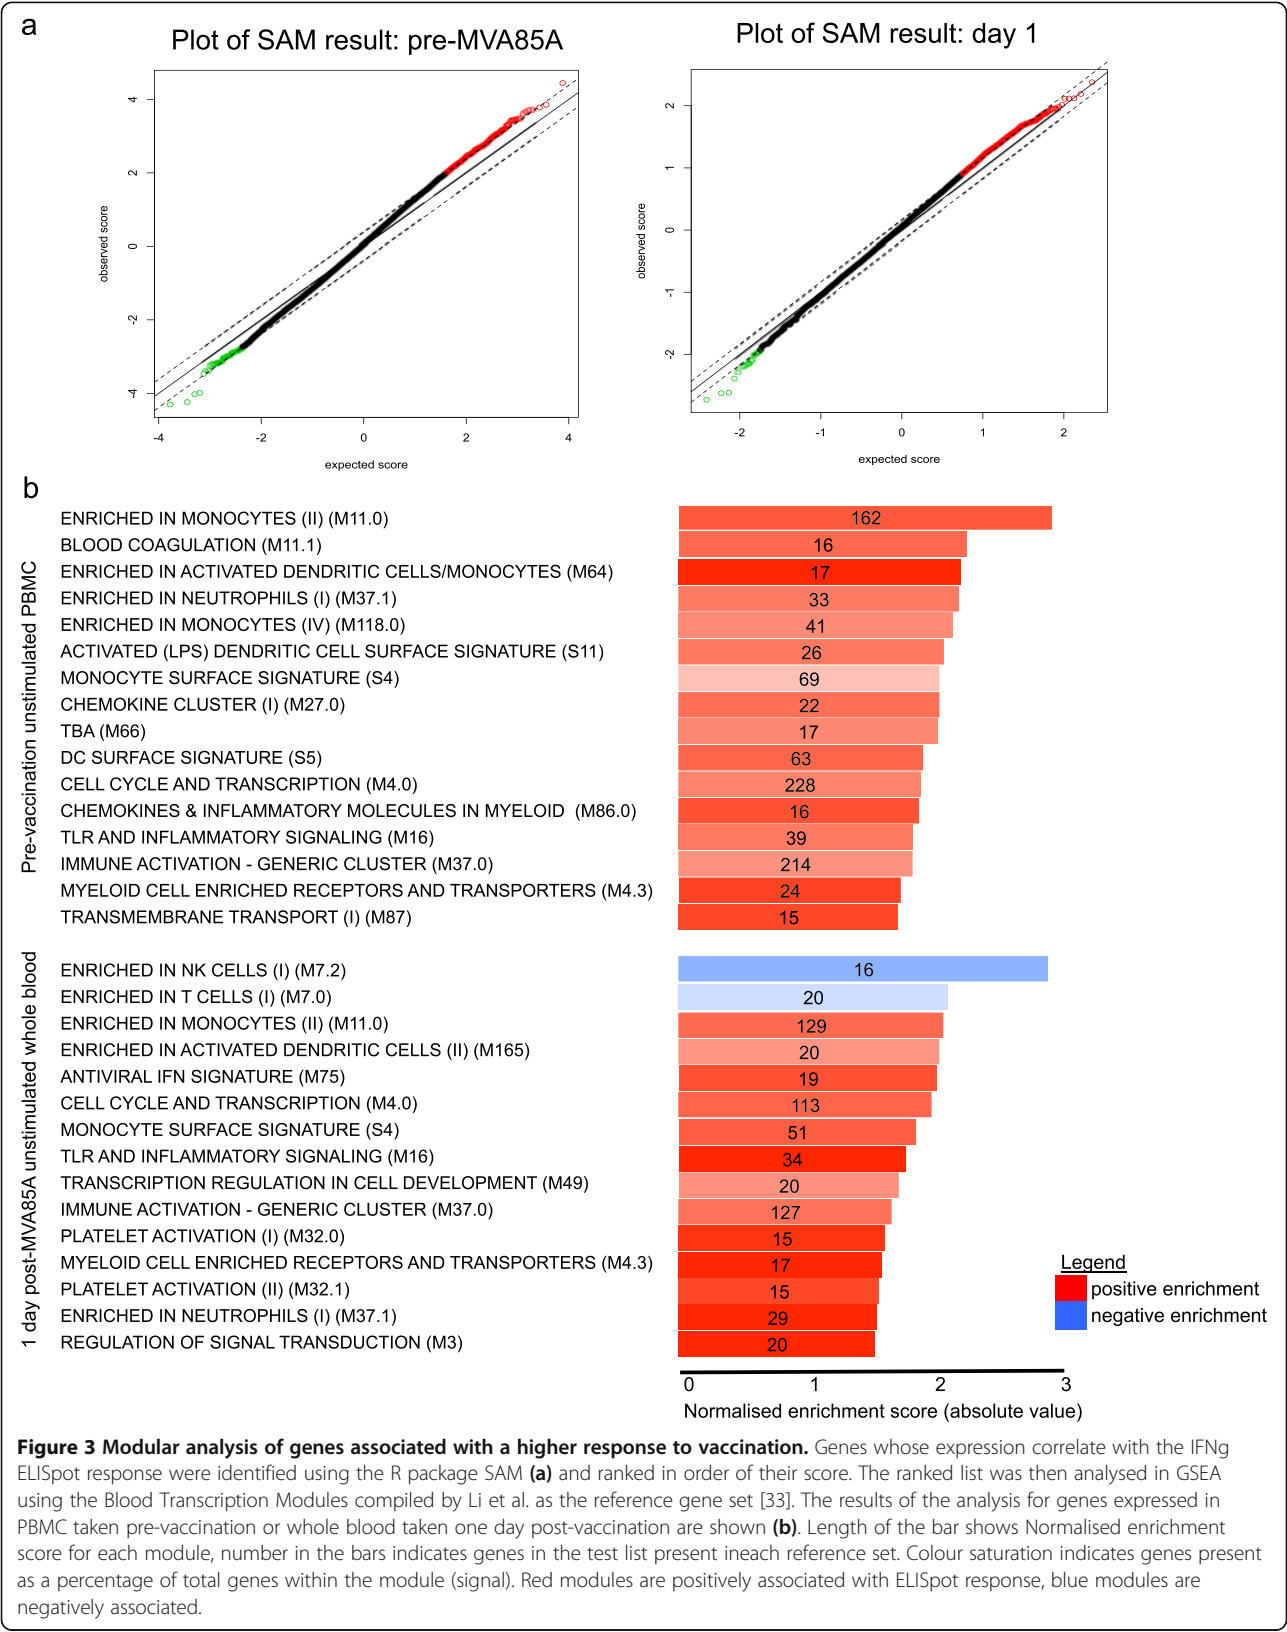 a
Plot of SAM result: pre-MVA85A
observed score
4
2
0
-2
-4
-4 -2 0 2 4
expected score
Plot of SAM result: day 1
observed score
2
1
0
-1
-2
-2 -1 0 1 2
expected score
b
Pre-vaccination unstimulated PBMC
ENRICHED IN MONOCYTES (II) (M11.0) 162
BLOOD COAGULATION (M11.1) 16
ENRICHED IN ACTIVATED DENDRITIC CELLS/MONOCYTES (M64) 17
ENRICHED IN NEUTROPHILS (I) (M37.1) 33
ENRICHED IN MONOCYTES (IV) (M118.0) 41
ACTIVATED (LPS) DENDRITIC CELL SURFACE SIGNATURE (S11) 26
MONOCYTE SURFACE SIGNATURE (S4) 69
CHEMOKINE CLUSTER (I) (M27.0) 22
TBA (M66) 17
DC SURFACE SIGNATURE (S5) 63
CELL CYCLE AND TRANSCRIPTION (M4.0) 228
CHEMOKINES & INFLAMMATORY MOLECULES IN MYELOID (M86.0) 16
TLR AND INFLAMMATORY SIGNALING (M16) 39
IMMUNE ACTIVATION - GENERIC CLUSTER (M37.0) 214
MYELOID CELL ENRICHED RECEPTORS AND TRANSPORTERS (M4.3) 24
TRANSMEMBRANE TRANSPORT (I) (M87) 15
1 day post-MVA85A unstimulated whole blood
ENRICHED IN NK CELLS (I) (M7.2) 16
ENRICHED IN T CELLS (I) (M7.0) 20
ENRICHED IN MONOCYTES (II) (M11.0) 129
ENRICHED IN ACTIVATED DENDRITIC CELLS (II) (M165) 20
ANTIVIRAL IFN SIGNATURE (M75) 19
CELL CYCLE AND TRANSCRIPTION (M4.0) 113
MONOCYTE SURFACE SIGNATURE (S4) 51
TLR AND INFLAMMATORY SIGNALING (M16) 34
TRANSCRIPTION REGULATION IN CELL DEVELOPMENT (M49) 20
IMMUNE ACTIVATION - GENERIC CLUSTER (M37.0) 127
PLATELET ACTIVATION (I) (M32.0) 15
MYELOID CELL ENRICHED RECEPTORS AND TRANSPORTERS (M4.3) 17
PLATELET ACTIVATION (II) (M32.1) 15
ENRICHED IN NEUTROPHILS (I) (M37.1) 29
REGULATION OF SIGNAL TRANSDUCTION (M3) 20
Legend
positive enrichment
negative enrichment
0 1 2 3
Normalised enrichment score (absolute value)
Figure 3 Modular analysis of genes associated with a higher response to vaccination. Genes whose expression correlate with the IFNg
ELISpot response were identified using the R package SAM (a) and ranked in order of their score. The ranked list was then analysed in GSEA
using the Blood Transcription Modules compiled by Li et al. as the reference gene set [33]. The results of the analysis for genes expressed in
PBMC taken pre-vaccination or whole blood taken one day post-vaccination are shown (b). Length of the bar shows Normalised enrichment
score for each module, number in the bars indicates genes in the test list present ineach reference set. Colour saturation indicates genes present
as a percentage of total genes within the module (signal). Red modules are positively associated with ELISpot response, blue modules are
negatively associated.